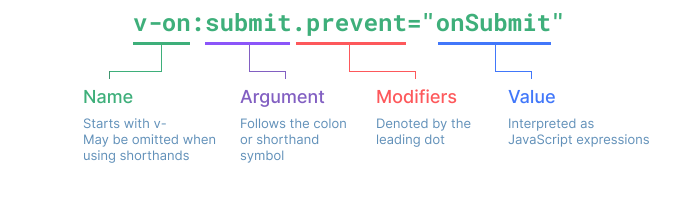 v-on:submit.prevent="onSubmit"
Name
Starts with v-
May be omitted when
using shorthands
Argument
Follows the colon
or shorthand
symbol
Modifiers
Denoted by the
leading dot
Value
Interpreted as
JavaScript expressions